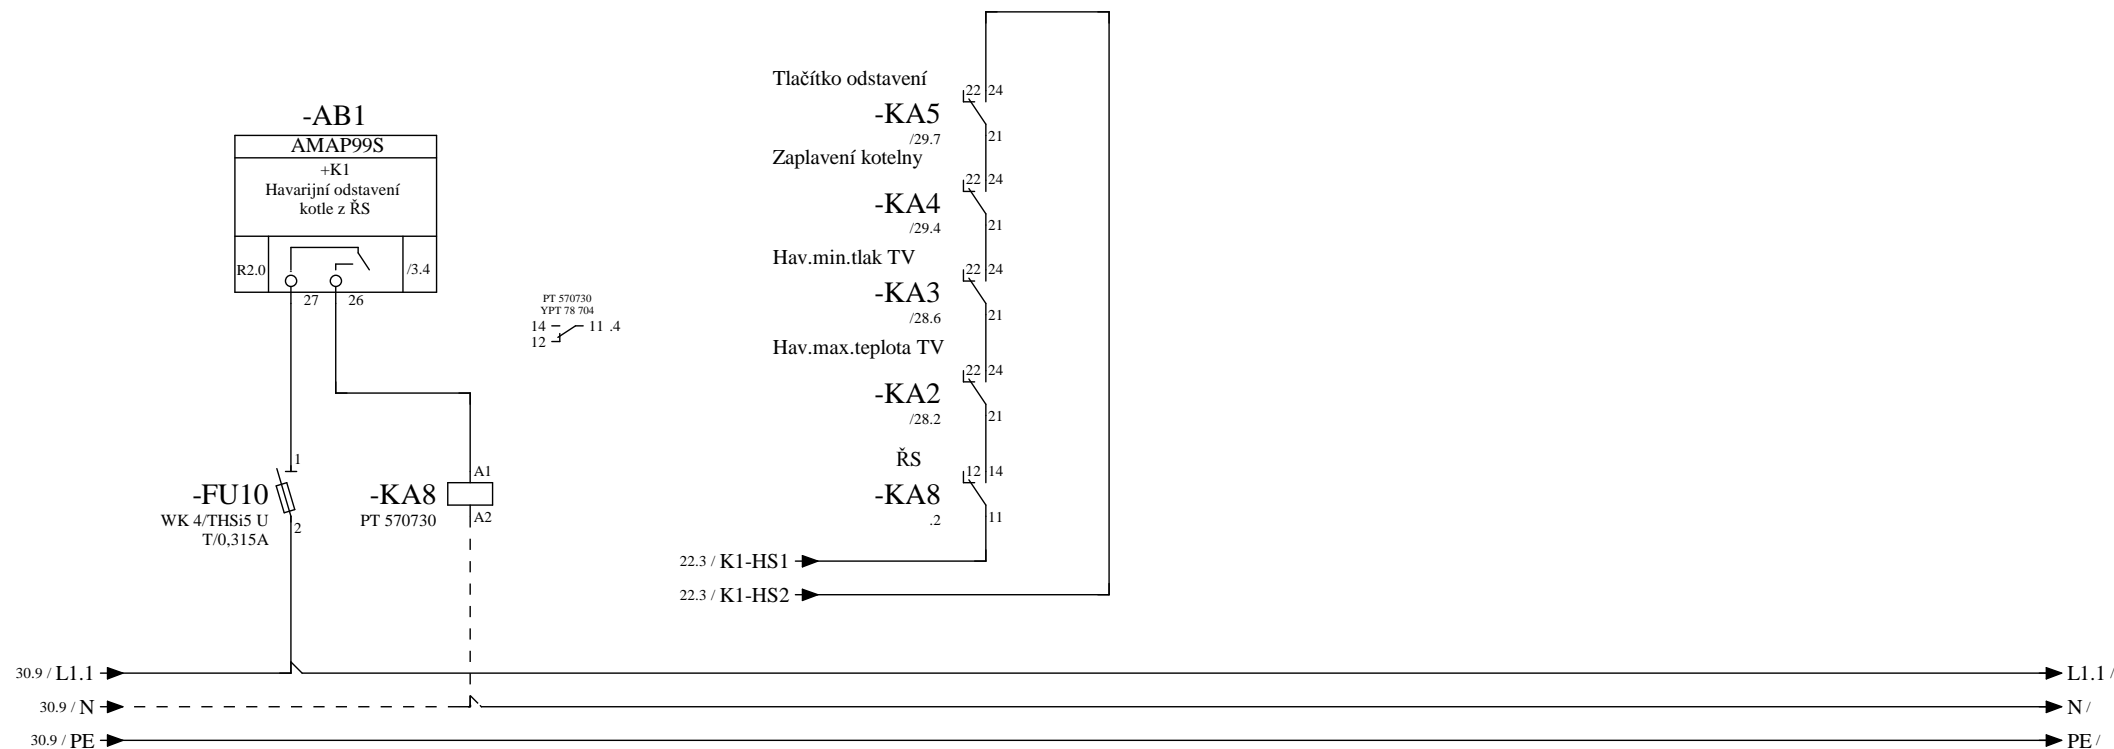 -AB1
AMAP99S
+K1
Havarijní odstavení
kotle z ŘS
R2.0
/3.4
27
26
PT 570730
YPT 78 704
14
11 .4
12
1
-FU10
WK 4/THSi5 U
T/0,315A
2
A1
-KA8
PT 570730
A2
Tlačítko odstavení
22 24
-KA5
/29.7
21
Zaplavení kotelny
22 24
-KA4
/29.4
21
Hav.min.tlak TV
22 24
-KA3
/28.6
21
Hav.max.teplota TV
22 24
-KA2
/28.2
21
ŘS
12 14
-KA8
.2
11
22.3 / K1-HS1
22.3 / K1-HS2
30.9 / L1.1
L1.1 /
30.9 / N
N /
30.9 / PE
PE /